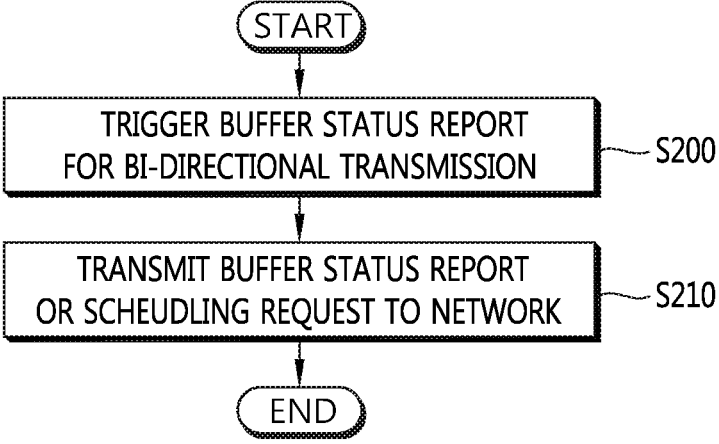 START
TRIGGER BUFFER STATUS REPORT
FOR BI-DIRECTIONAL TRANSMISSION
S200
TRANSMIT BUFFER STATUS REPORT
OR SCHEUDLING REQUEST TO NETWORK
S210
END